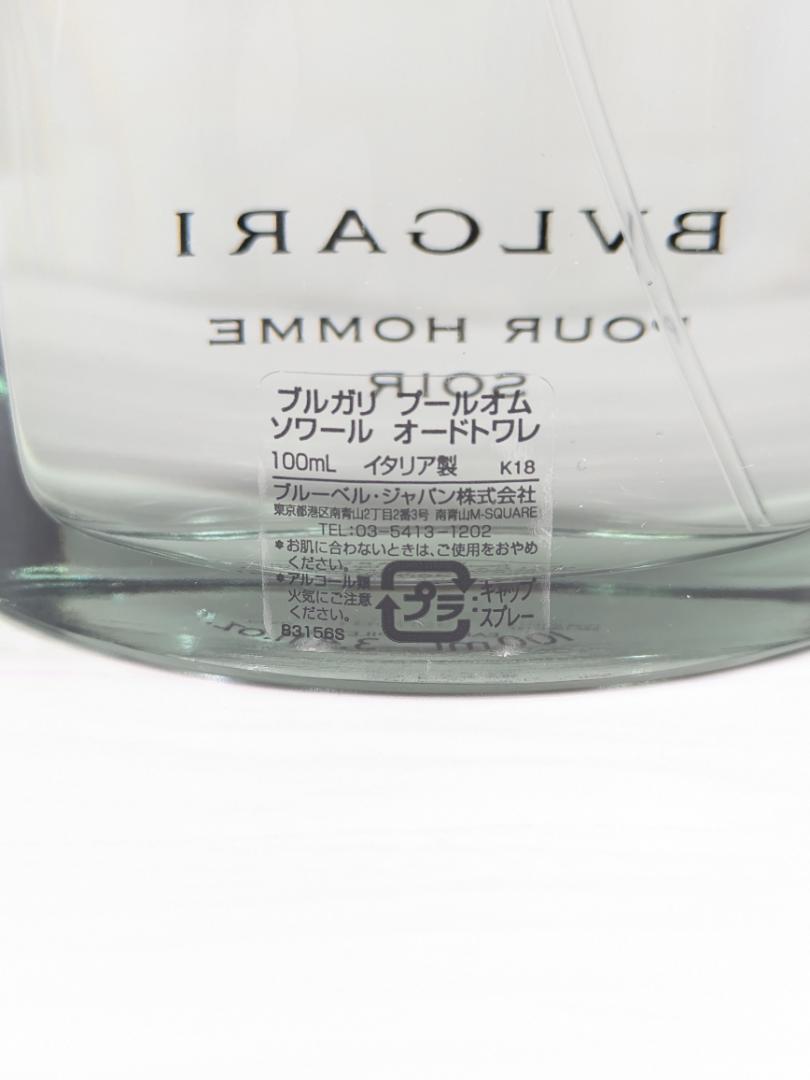 BVLGARI
POUR HOMME
SOIR
ブルガリ プールオム
ソワール オードトワレ
100mL イタリア製 K18
ブルーベル・ジャパン株式会社
東京都港区南青山2丁目2番3号 南青山M-SQUARE
TEL:03-5413-1202
*お肌に合わないときは、ご使用をおやめ
ください。
*アルコール類
火気にご注意
ください。
B3156S
プラ
:キャップ
スプレー
100 mL